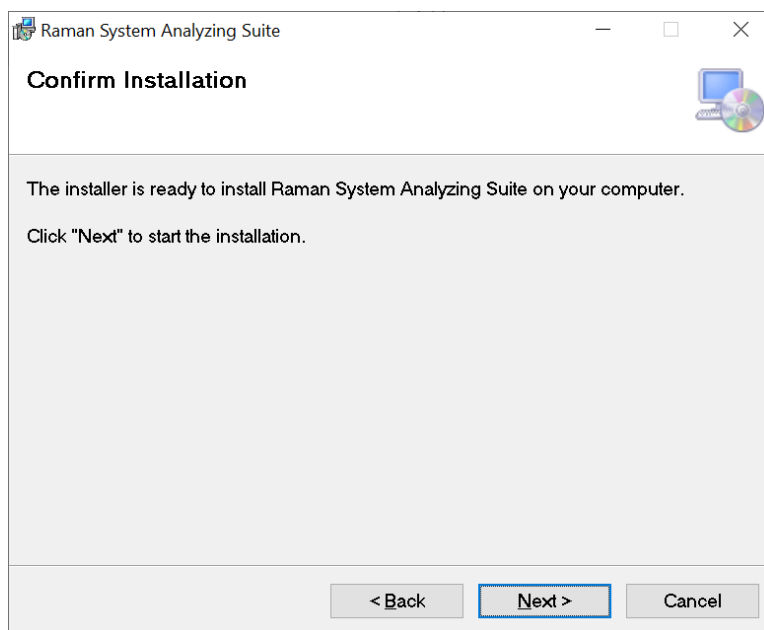 Raman System Analyzing Suite
Confirm Installation
The installer is ready to install Raman System Analyzing Suite on your computer.
Click "Next" to start the installation.
< Back
Next >
Cancel